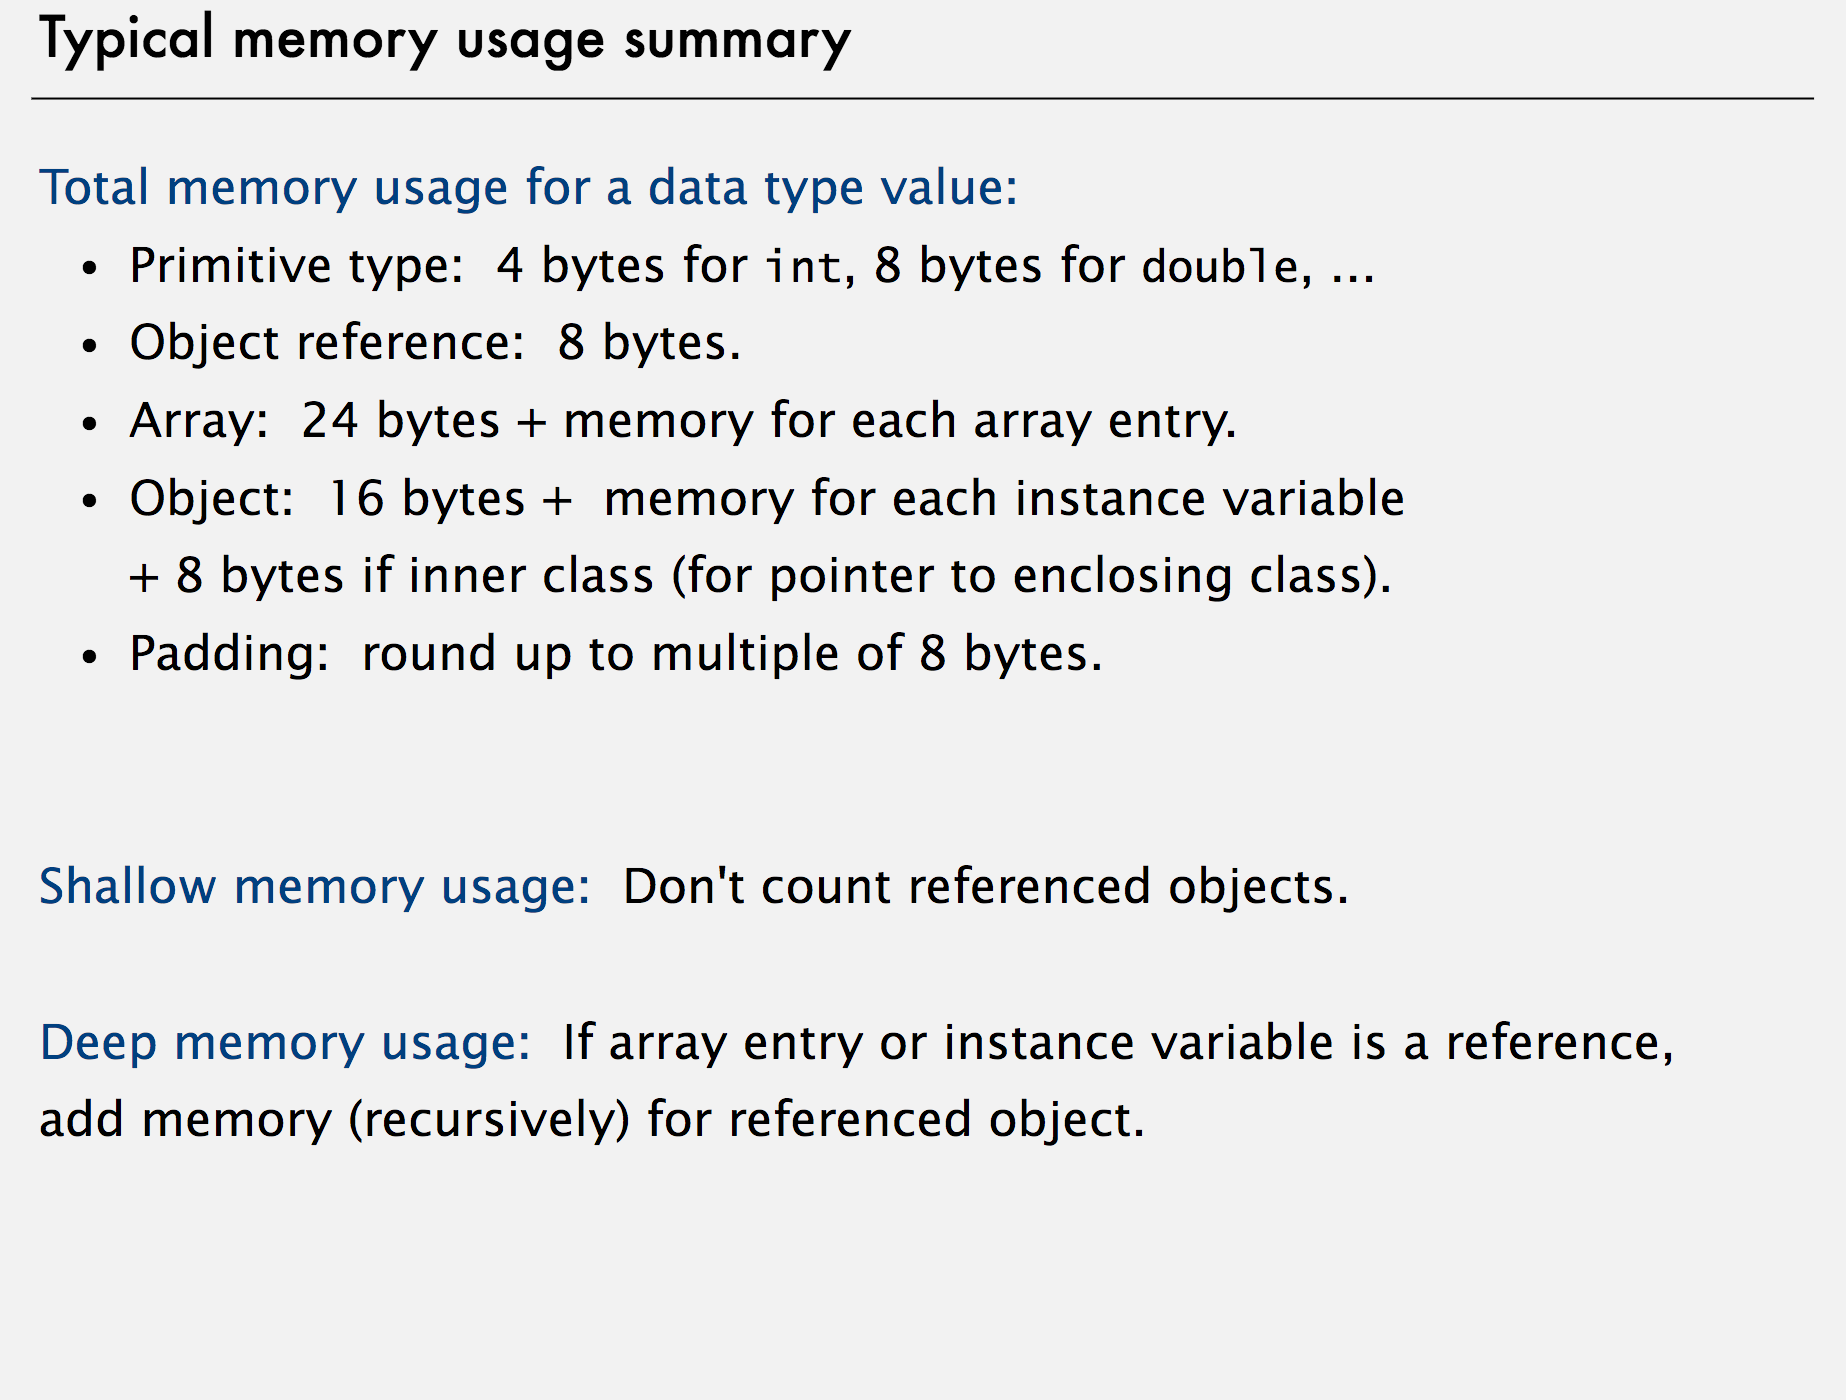 Typical memory usage summary
Total memory usage for a data type value:
• Primitive type:  4 bytes for int, 8 bytes for double, ...
• Object reference:  8 bytes.
• Array:  24 bytes + memory for each array entry.
• Object:  16 bytes +  memory for each instance variable
+ 8 bytes if inner class (for pointer to enclosing class).
• Padding:  round up to multiple of 8 bytes.
Shallow memory usage:  Don't count referenced objects.
Deep memory usage:  If array entry or instance variable is a reference,
add memory (recursively) for referenced object.